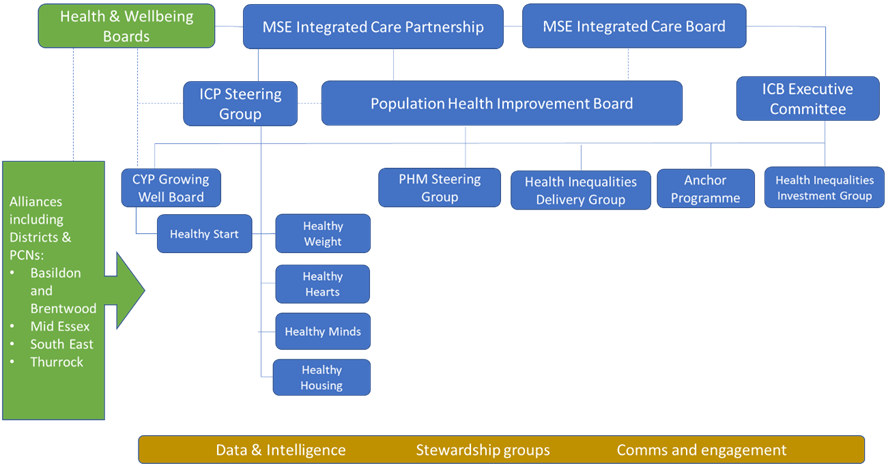 Health & Wellbeing
Boards
MSE Integrated Care Partnership
MSE Integrated Care Board
ICP Steering
Group
Population Health Improvement Board
ICB Executive
Committee
Alliances
including
Districts &
PCNs:
• Basildon
and
Brentwood
• Mid Essex
• South East
• Thurrock
CYP Growing
Well Board
PHM Steering
Group
Health Inequalities
Delivery Group
Anchor
Programme
Health Inequalities
Investment Group
Healthy Start
Healthy
Weight
Healthy
Hearts
Healthy Minds
Healthy
Housing
Data & Intelligence Stewardship groups Comms and engagement